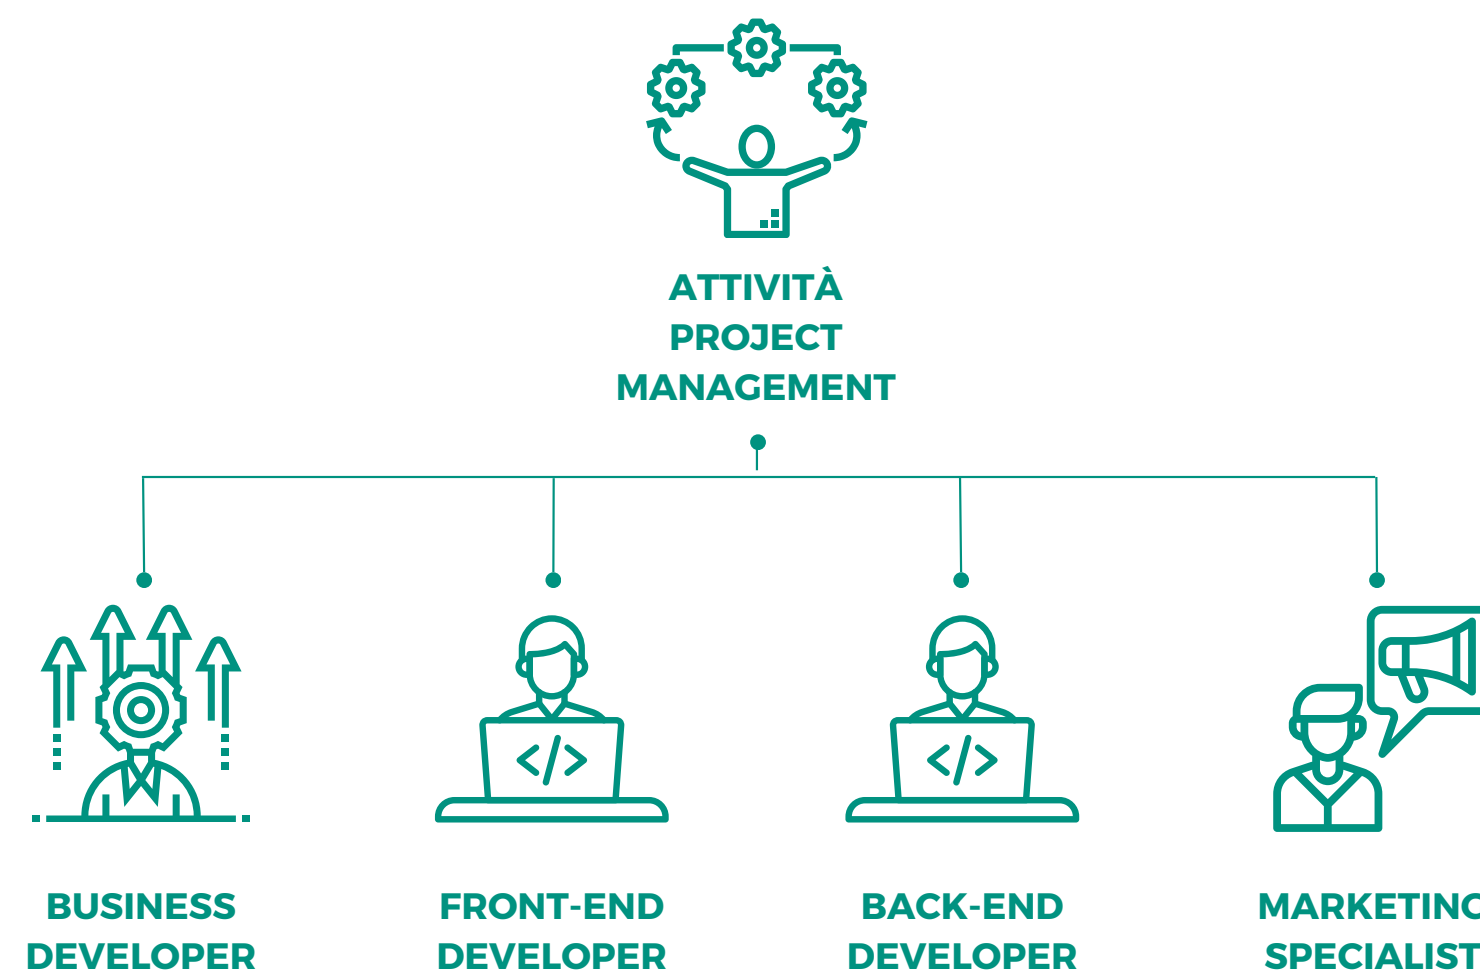 ATTIVITÀ
PROJECT
MANAGEMENT
BUSINESS
DEVELOPER
FRONT-END
DEVELOPER
BACK-END
DEVELOPER
MARKETING
SPECIALIST